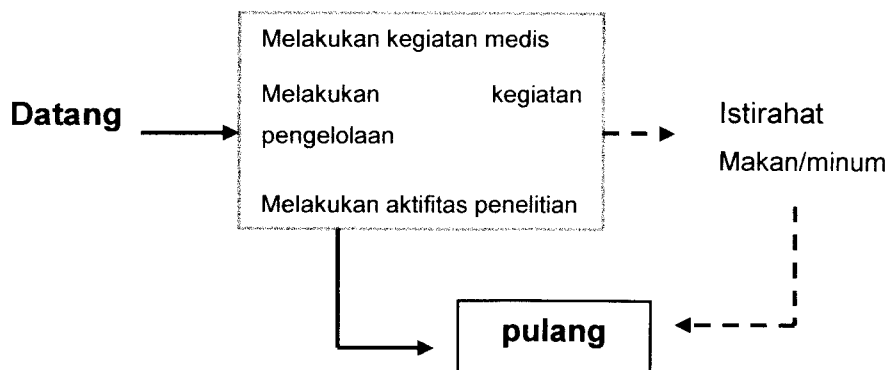 Melakukan kegiatan medis
Melakukan kegiatan
pengelolaan
Melakukan aktifitas penelitian
Datang
Istirahat
Makan/minum
pulang